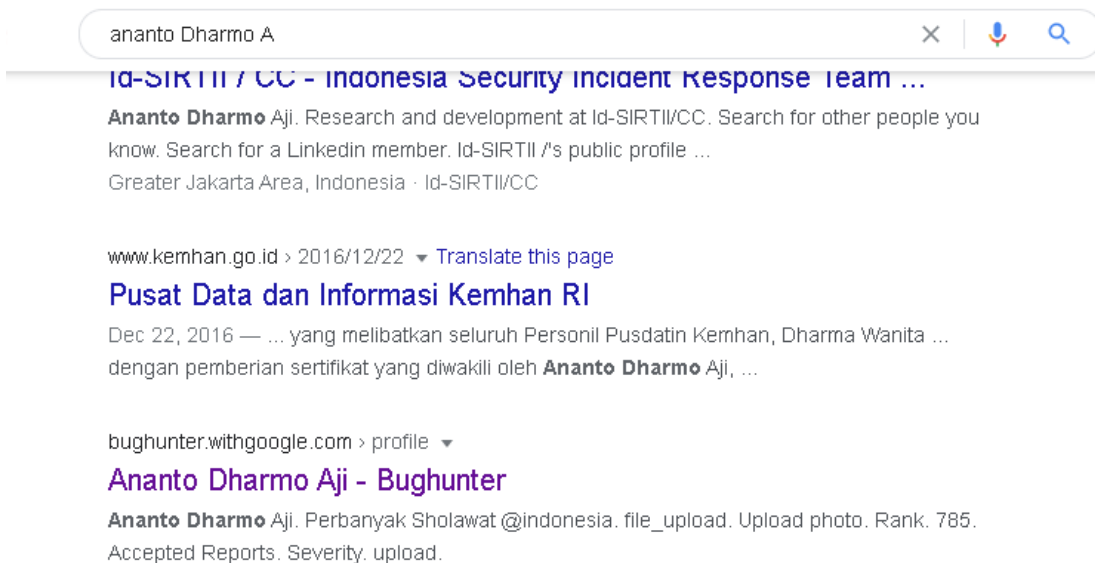 ananto Dharmo A
Id-SIRTII / CC - Indonesia Security Incident Response Team ...
Ananto Dharmo Aji. Research and development at Id-SIRTII/CC. Search for other people you
know. Search for a Linkedin member. Id-SIRTII /'s public profile ...
Greater Jakarta Area, Indonesia · Id-SIRTII/CC
www.kemhan.go.id › 2016/12/22 ▾ Translate this page
Pusat Data dan Informasi Kemhan RI
Dec 22, 2016 — ... yang melibatkan seluruh Personil Pusdatin Kemhan, Dharma Wanita ...
dengan pemberian sertifikat yang diwakili oleh Ananto Dharmo Aji, ...
bughunter.withgoogle.com › profile ▾
Ananto Dharmo Aji - Bughunter
Ananto Dharmo Aji. Perbanyak Sholawat @indonesia. file_upload. Upload photo. Rank. 785.
Accepted Reports. Severity. upload.